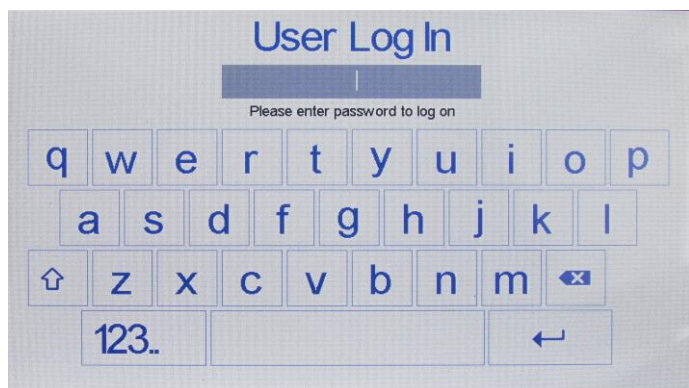 User Log In
Please enter password to log on
q w e r t y u i o p
a s d f g h j k l
z x c v b n m
123..